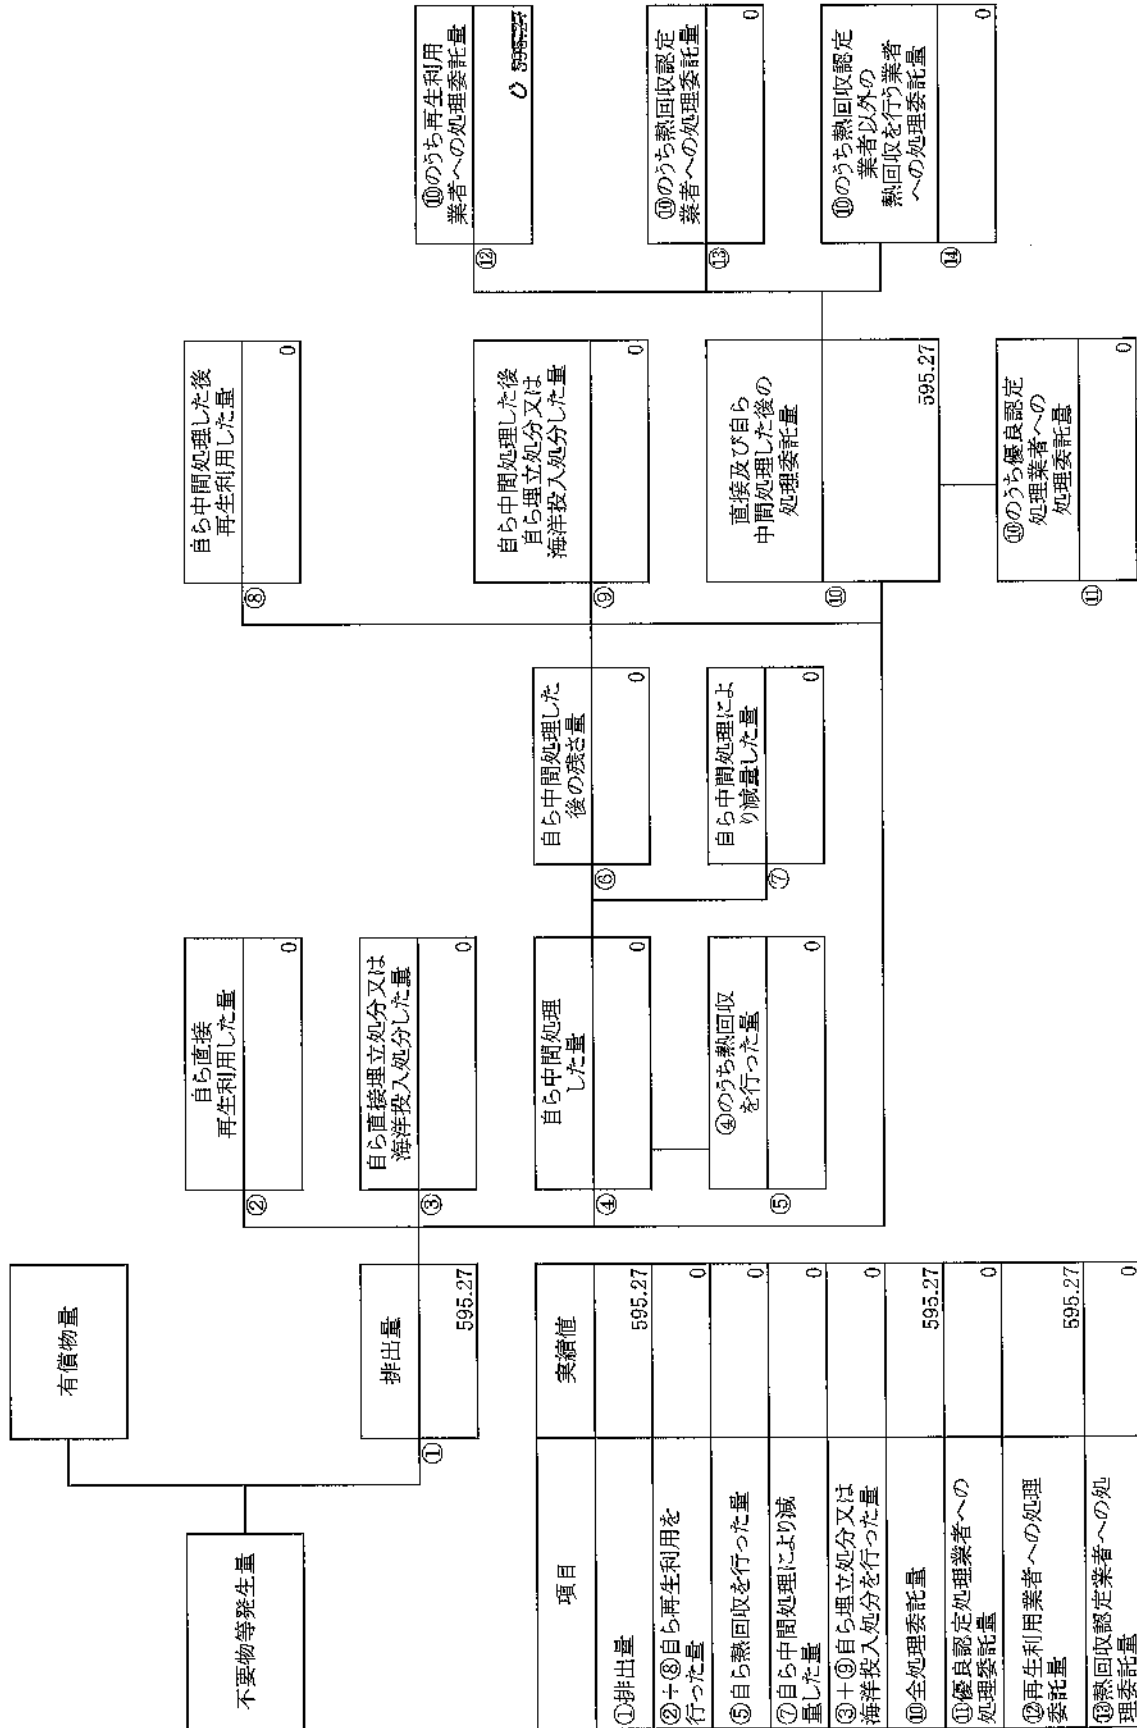 不要物等発生量
有償物量
排出量
①
595.27
自ら直接
再生利用した量
②
0
自ら直接埋立処分又は
海洋投入処分した量
③
0
自ら中間処理
した量
④
0
④のうち熱回収
を行った量
⑤
0
自ら中間処理した
後の残さ量
⑥
0
自ら中間処理によ
り減量した量
⑦
0
自ら中間処理した後
再生利用した量
⑧
0
自ら中間処理した後
自ら埋立処分又は
海洋投入処分した量
⑨
0
直接及び自ら
中間処理した後の
処理委託量
⑩
595.27
⑩のうち優良認定
処理業者への
処理委託量
⑪
0
⑩のうち再生利用
業者への処理委託量
⑫
0 595.27
⑩のうち熱回収認定
業者への処理委託量
⑬
0
⑩のうち熱回収認定
業者以外の
熱回収を行う業者
への処理委託量
⑭
0
項目 実績値
①排出量 595.27
②+⑧自ら再生利用を
行った量 0
⑤自ら熱回収を行った量 0
⑦自ら中間処理により減
量した量 0
③+⑨自ら埋立処分又は
海洋投入処分を行った量 0
⑩全処理委託量 595.27
⑪優良認定処理業者への
処理委託量 0
⑫再生利用業者への処理
委託量 595.27
⑬熱回収認定業者への処
理委託量 0